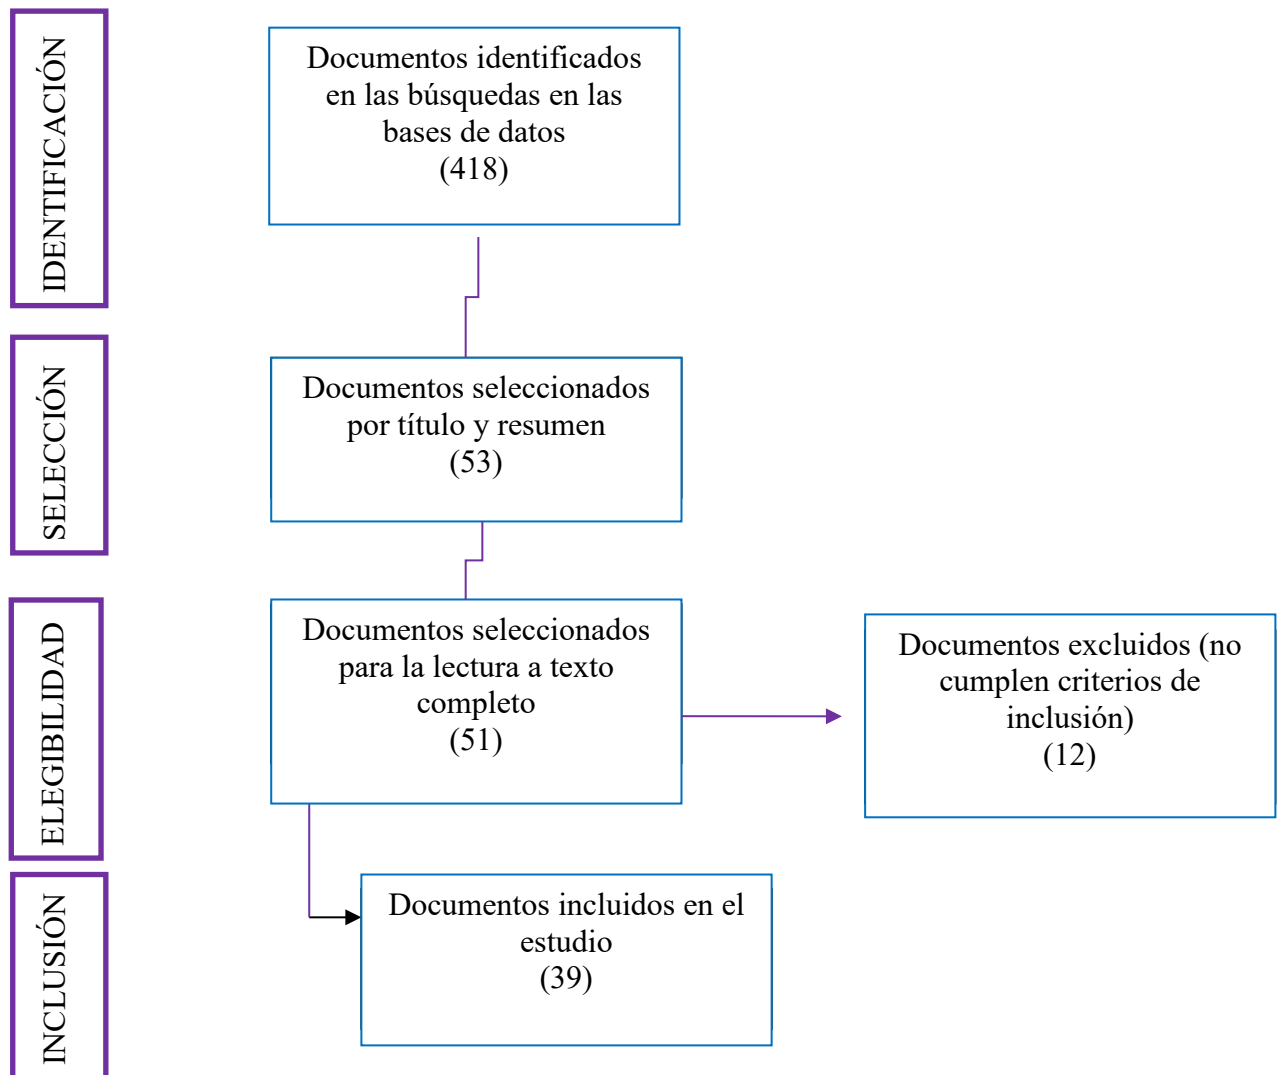 IDENTIFICACIÓN
Documentos identificados
en las búsquedas en las
bases de datos
(418)
SELECCIÓN
Documentos seleccionados
por título y resumen
(53)
ELEGIBILIDAD
Documentos seleccionados
para la lectura a texto
completo
(51)
Documentos excluidos (no
cumplen criterios de
inclusión)
(12)
INCLUSIÓN
Documentos incluidos en el
estudio
(39)